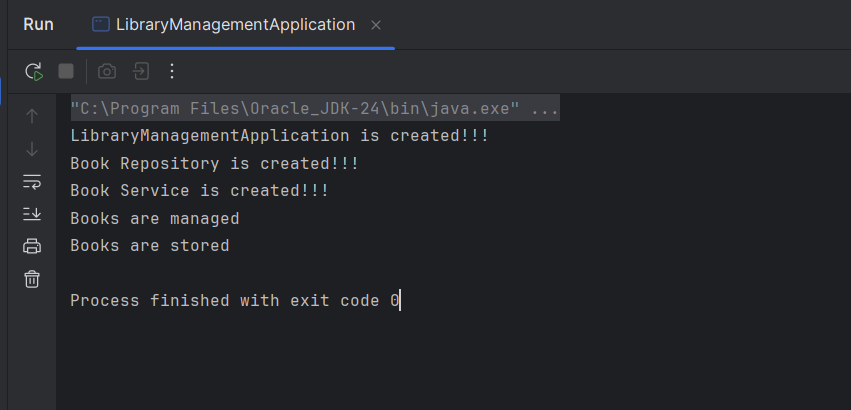 Run LibraryManagementApplication
"C:\Program Files\Oracle_JDK-24\bin\java.exe" ...
LibraryManagementApplication is created!!!
Book Repository is created!!!
Book Service is created!!!
Books are managed
Books are stored
Process finished with exit code 0